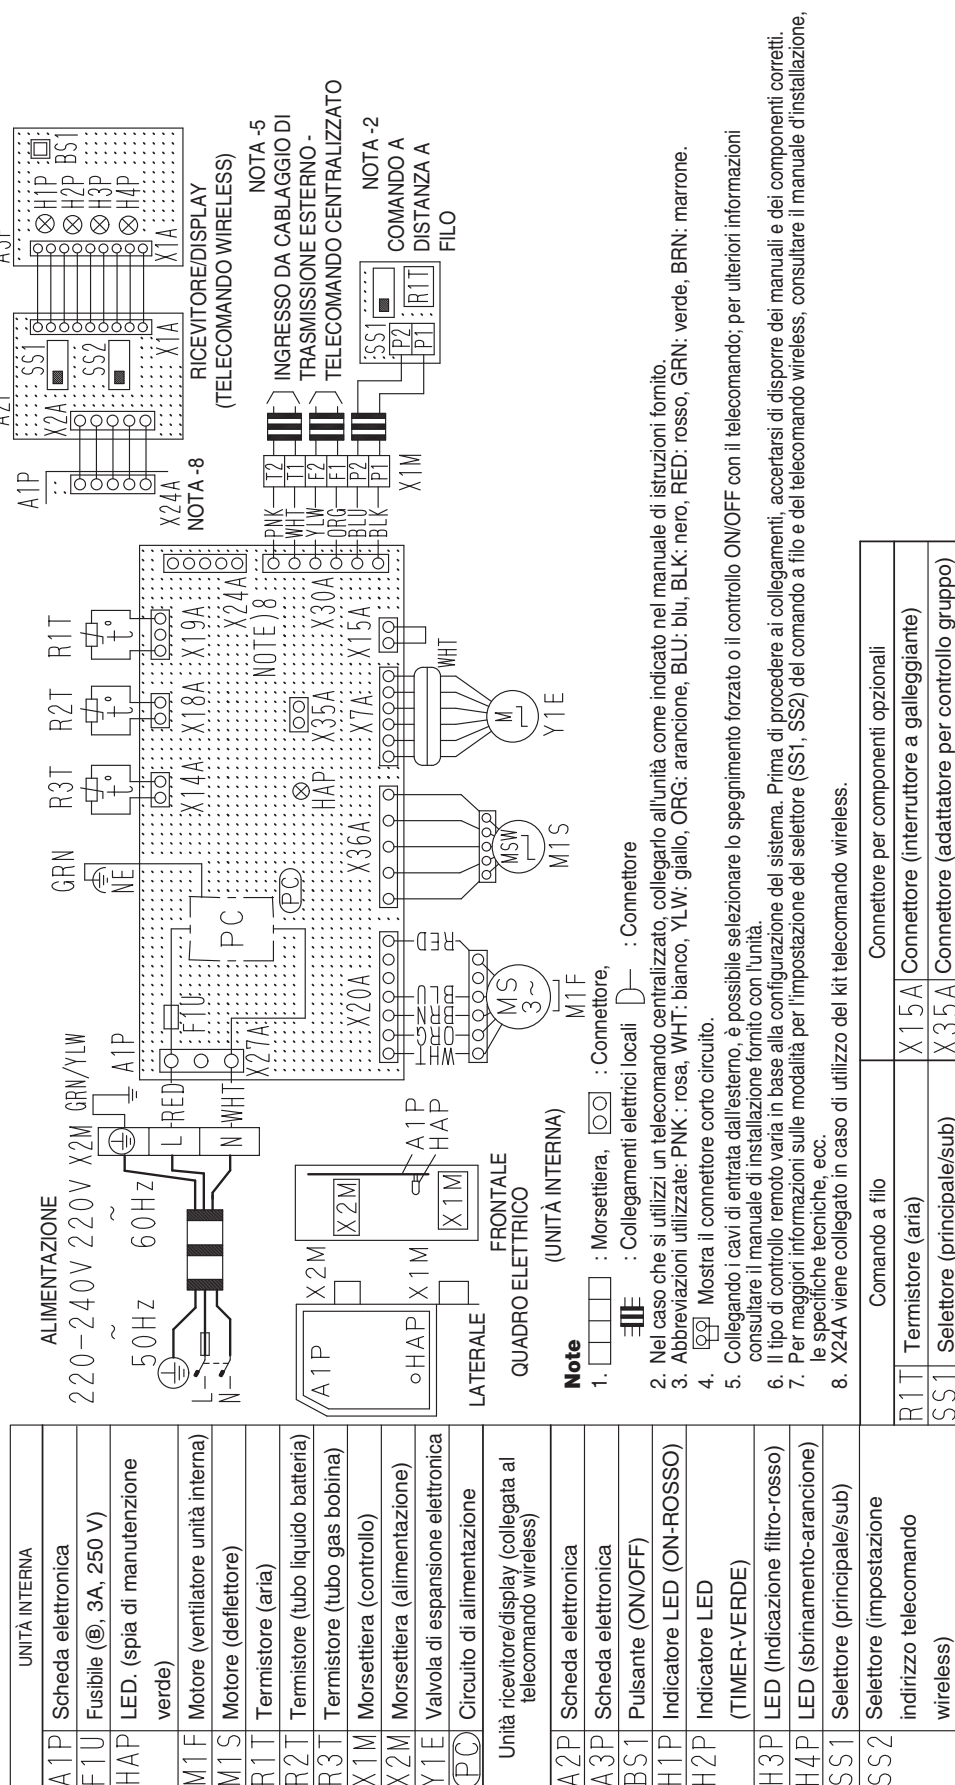 UNITÀ INTERNA
A1P Scheda elettronica
F1U Fusibile (Ⓑ, 3A, 250 V)
HAP LED. (spia di manutenzione
verde)
M1F Motore (ventilatore unità interna)
M1S Motore (deflettore)
R1T Termistore (aria)
R2T Termistore (tubo liquido batteria)
R3T Termistore (tubo gas bobina)
X1M Morsettiera (controllo)
X2M Morsettiera (alimentazione)
Y1E Valvola di espansione elettronica
PC Circuito di alimentazione
Unità ricevitore/display (collegata al
telecomando wireless)
A2P Scheda elettronica
A3P Scheda elettronica
BS1 Pulsante (ON/OFF)
H1P Indicatore LED (ON-ROSSO)
H2P Indicatore LED
(TIMER-VERDE)
H3P LED (Indicazione filtro-rosso)
H4P LED (sbrinamento-arancione)
SS1 Selettore (principale/sub)
SS2 Selettore (impostazione
indirizzo telecomando
wireless)
ALIMENTAZIONE
220-240V 220V X2M GRN/YLW
~ ~
50Hz 60Hz
L
N
L RED
N WHT
A1P
X27A
F1U
PC
PC
GRN
NE
R3T R2T R1T
t° t° t°
X14A X18A X19A
HAP
X35A
X24A
NOTE)8
X30A
X20A X36A X7A X15A
WHT ORG BRN BLU RED
MS
3~
M1F
MSW
M1S
M
Y1E
WHT
PNK T2
WHT T1
YLW F2
ORG F1
BLU P2
BLK P1
X1M
A1P
X24A
NOTA -8
A2P
X2A
SS1
SS2
X1A
A3P
X1A
H1P
H2P
H3P
H4P
BS1
RICEVITORE/DISPLAY
(TELECOMANDO WIRELESS)
NOTA -5
INGRESSO DA CABLAGGIO DI
TRASMISSIONE ESTERNO -
TELECOMANDO CENTRALIZZATO
NOTA -2
COMANDO A
DISTANZA A
FILO
SS1
P2
P1
R1T
A1P
HAP
X2M
X1M
LATERALE
X2M
X1M
A1P
HAP
FRONTALE
QUADRO ELETTRICO
(UNITÀ INTERNA)
Note
1. : Morsettiera, : Connettore,
: Collegamenti elettrici locali : Connettore
2. Nel caso che si utilizzi un telecomando centralizzato, collegarlo all'unità come indicato nel manuale di istruzioni fornito.
3. Abbreviazioni utilizzate: PNK : rosa, WHT: bianco, YLW: giallo, ORG: arancione, BLU: blu, BLK: nero, RED: rosso, GRN: verde, BRN: marrone.
4. Mostra il connettore corto circuito.
5. Collegando i cavi di entrata dall'esterno, è possibile selezionare lo spegnimento forzato o il controllo ON/OFF con il telecomando; per ulteriori informazioni
consultare il manuale di installazione fornito con l'unità.
6. Il tipo di controllo remoto varia in base alla configurazione del sistema. Prima di procedere ai collegamenti, accertarsi di disporre dei manuali e dei componenti corretti.
7. Per maggiori informazioni sulle modalità per l'impostazione del selettore (SS1, SS2) del comando a filo e del telecomando wireless, consultare il manuale d'installazione,
le specifiche tecniche, ecc.
8. X24A viene collegato in caso di utilizzo del kit telecomando wireless.
Comando a filo
R1T Termistore (aria)
SS1 Selettore (principale/sub)
Connettore per componenti opzionali
X15A Connettore (interruttore a galleggiante)
X35A Connettore (adattatore per controllo gruppo)